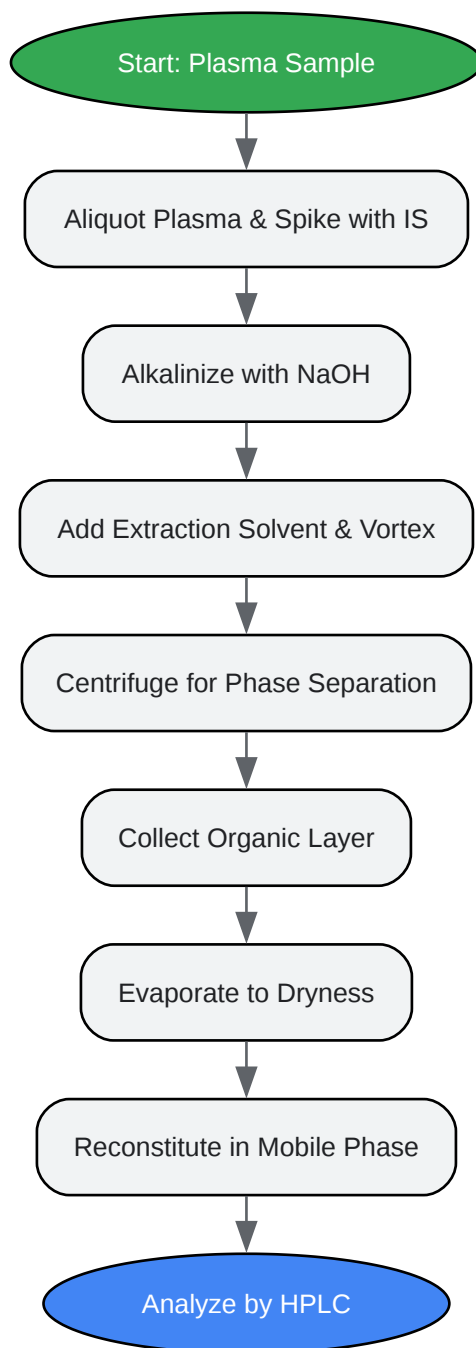 Start: Plasma Sample
Aliquot Plasma & Spike with IS
Alkalinize with NaOH
Add Extraction Solvent & Vortex
Centrifuge for Phase Separation
Collect Organic Layer
Evaporate to Dryness
Reconstitute in Mobile Phase
Analyze by HPLC